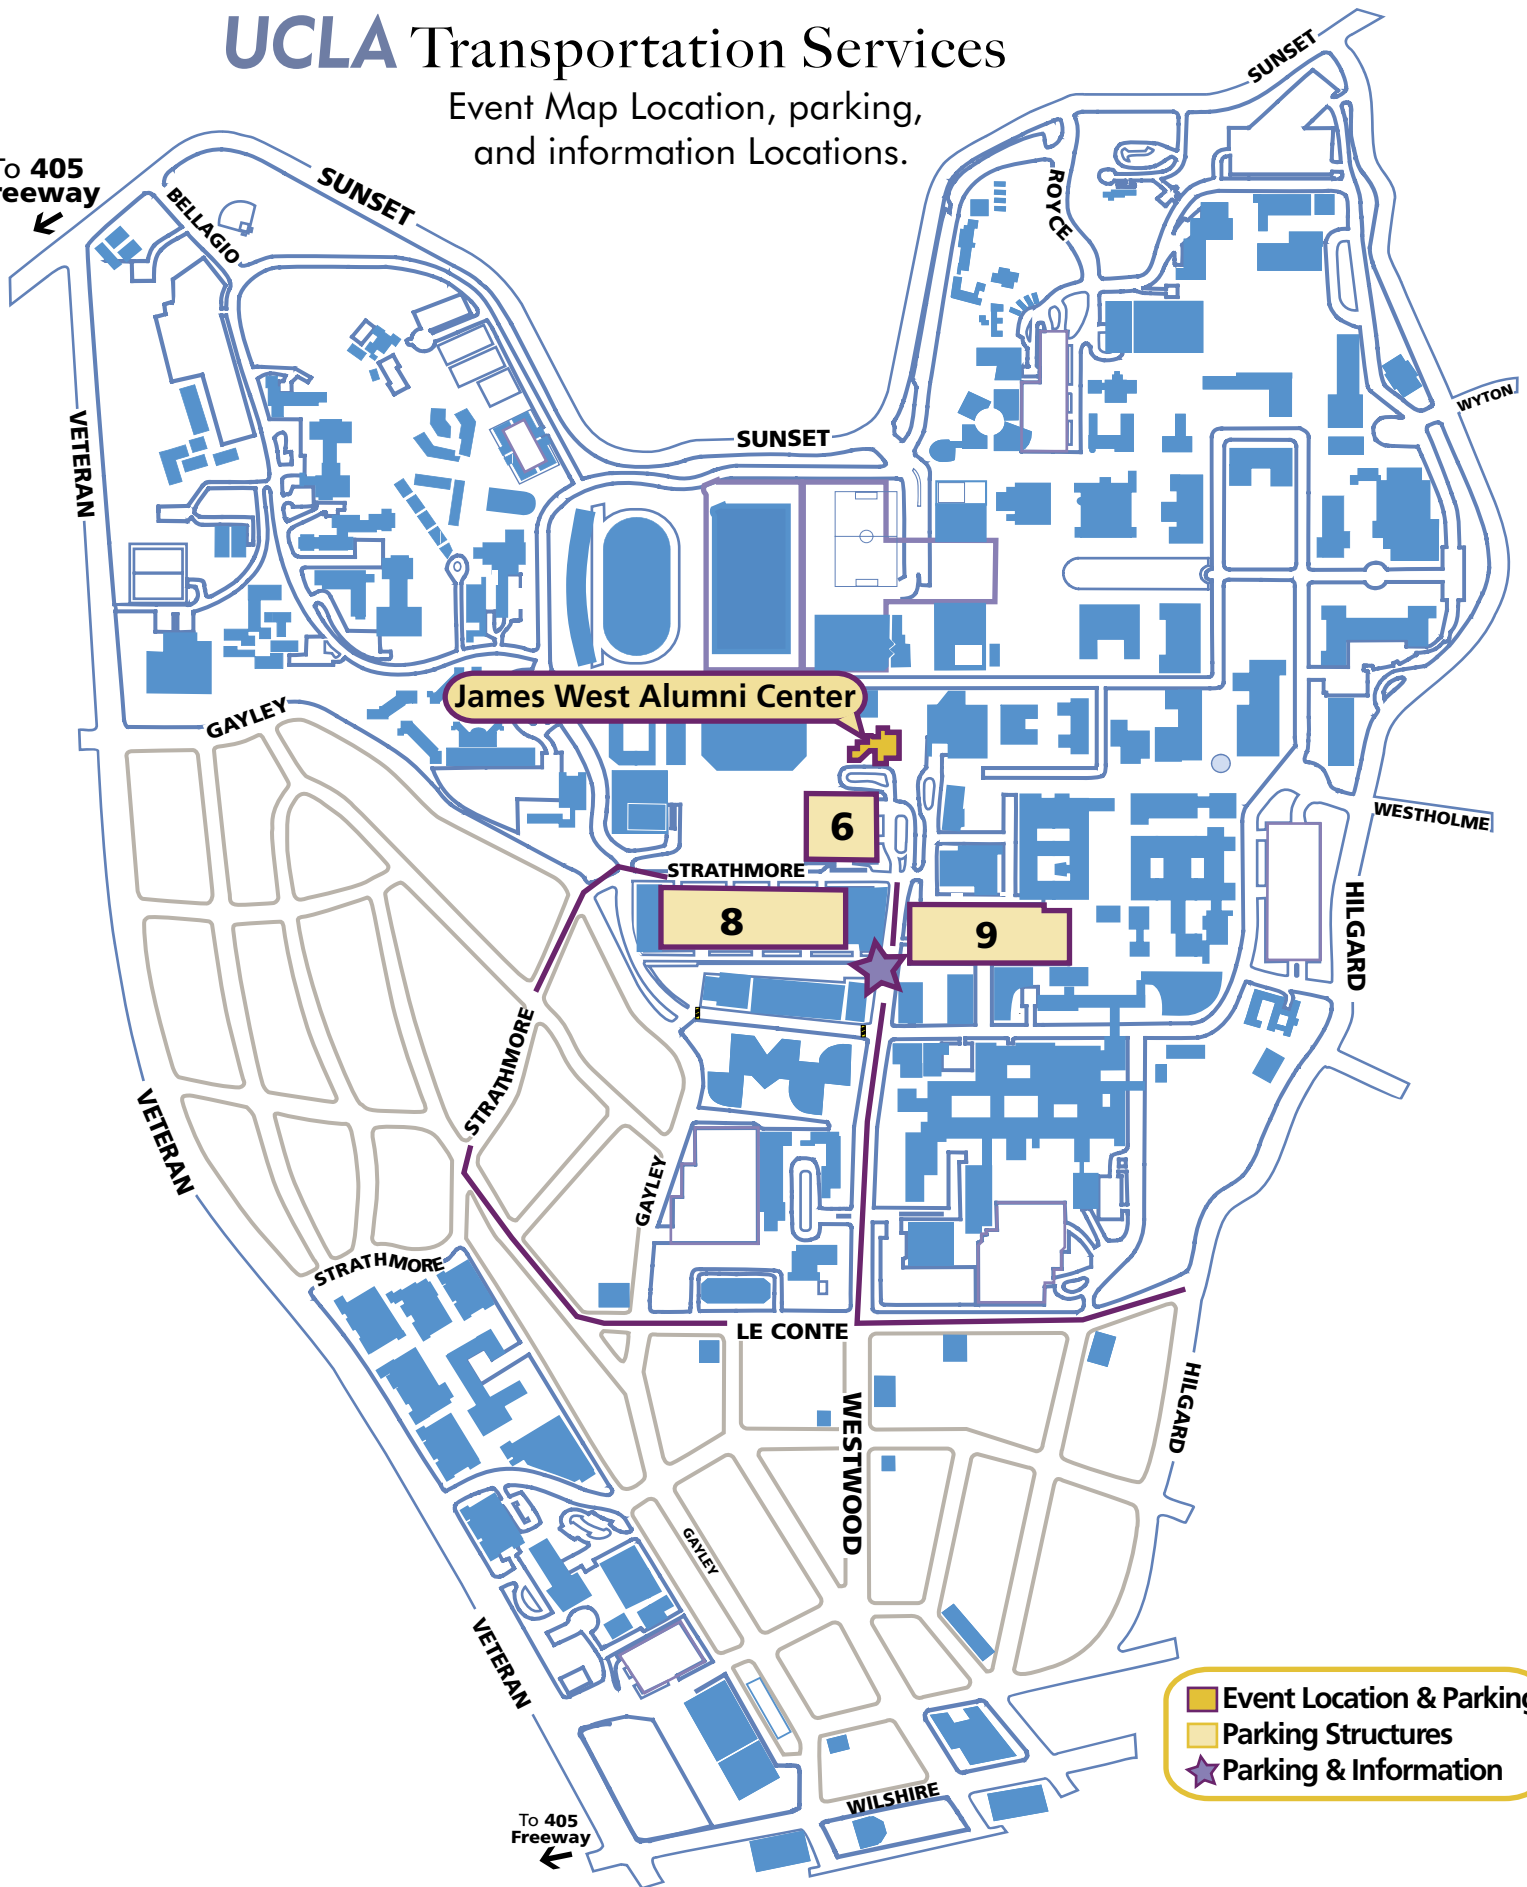 UCLA Transportation Services
Event Map Location, parking,
and information Locations.
To 405
Freeway
SUNSET
BELLAGIO
SUNSET
ROYCE
VETERAN
SUNSET
WYTON
James West Alumni Center
GAYLEY
6
STRATHMORE
WESTHOLME
8
9
HILGARD
STRATHMORE
VETERAN
GAYLEY
STRATHMORE
LE CONTE
WESTWOOD
HILGARD
GAYLEY
VETERAN
WILSHIRE
To 405
Freeway
Event Location & Parking
Parking Structures
Parking & Information